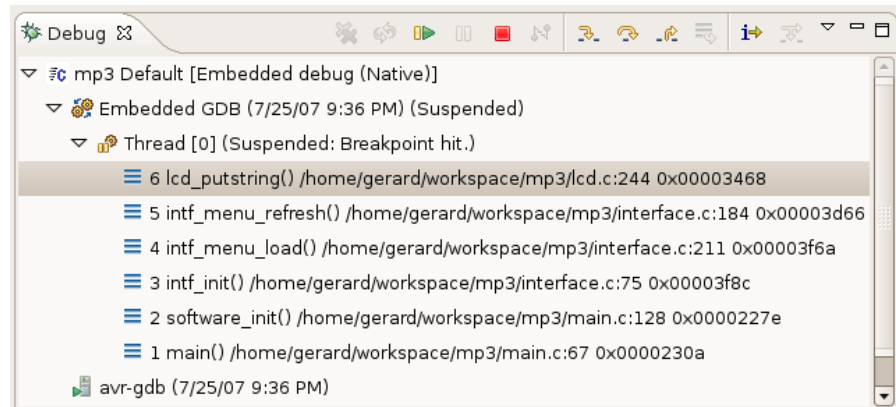 Debug
mp3 Default [Embedded debug (Native)]
Embedded GDB (7/25/07 9:36 PM) (Suspended)
Thread [0] (Suspended: Breakpoint hit.)
6 lcd_putstring() /home/gerard/workspace/mp3/lcd.c:244 0x00003468
5 intf_menu_refresh() /home/gerard/workspace/mp3/interface.c:184 0x00003d66
4 intf_menu_load() /home/gerard/workspace/mp3/interface.c:211 0x00003f6a
3 intf_init() /home/gerard/workspace/mp3/interface.c:75 0x00003f8c
2 software_init() /home/gerard/workspace/mp3/main.c:128 0x0000227e
1 main() /home/gerard/workspace/mp3/main.c:67 0x0000230a
avr-gdb (7/25/07 9:36 PM)